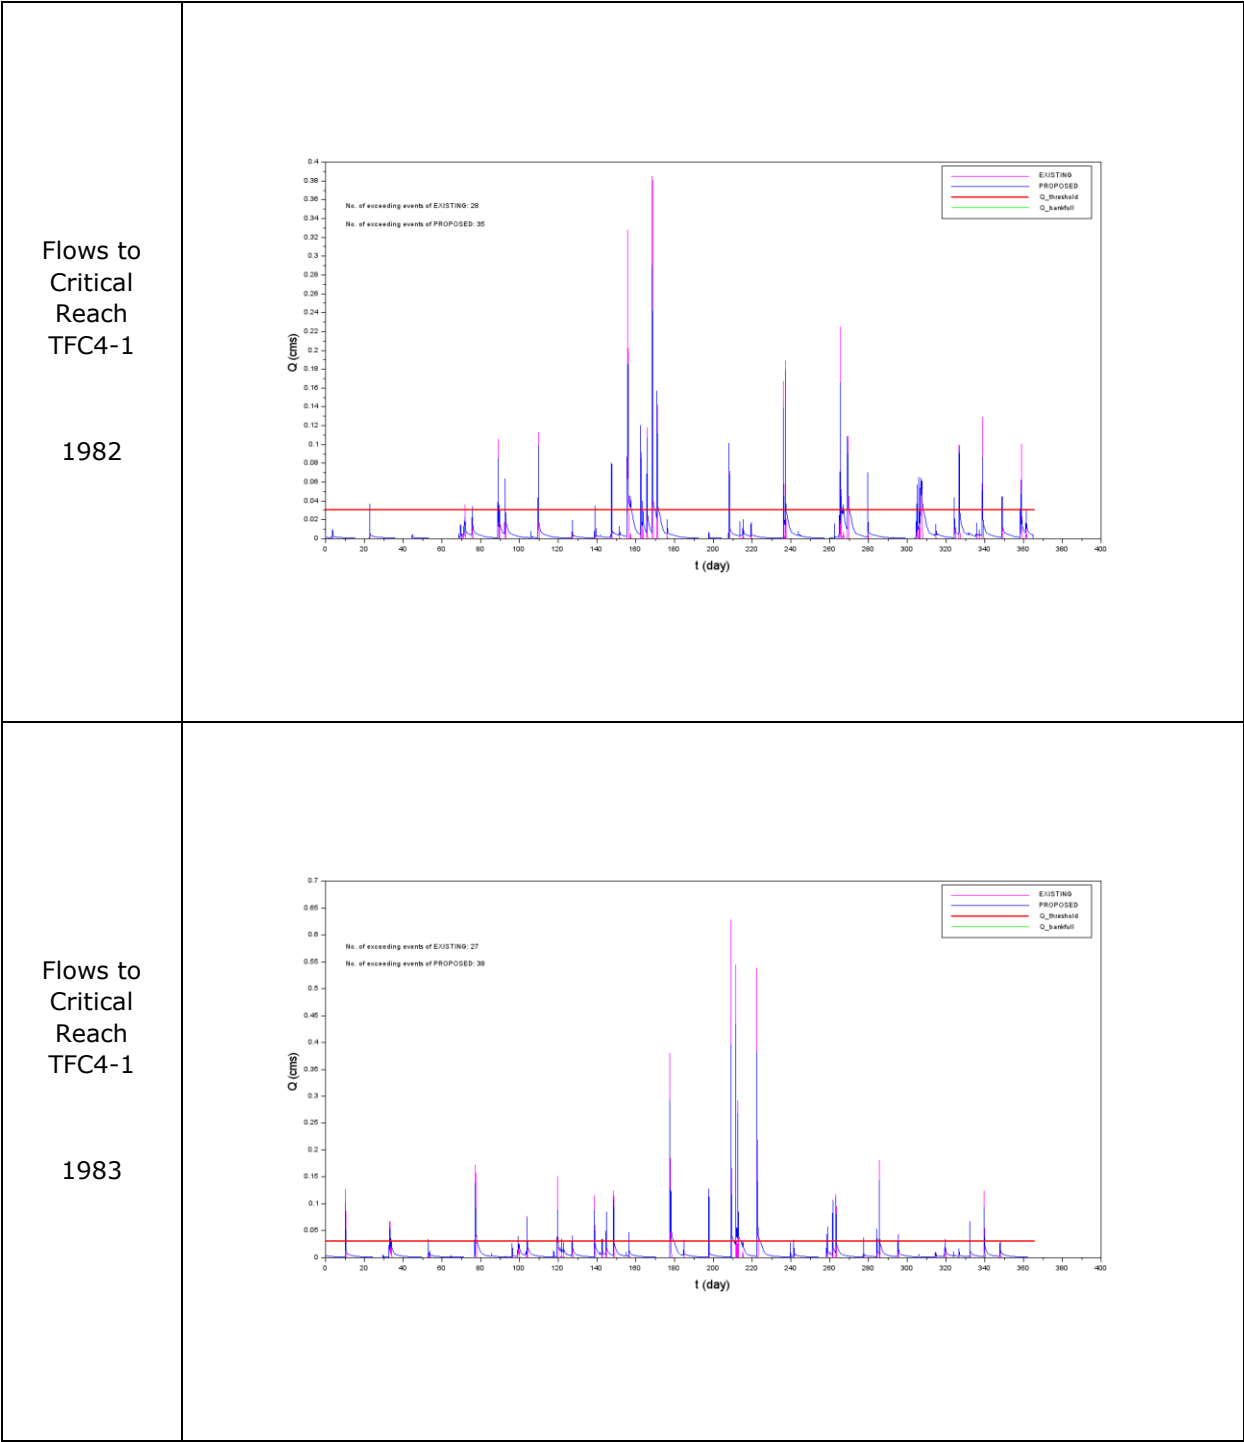 Flows to
Critical
Reach
TFC4-1
1982
0.4
0.38
0.36
0.34
0.32
0.3
0.28
0.26
0.24
0.22
0.2
0.18
0.16
0.14
0.12
0.1
0.08
0.06
0.04
0.02
0
Q (cms)
No. of exceeding events of EXISTING: 28
No. of exceeding events of PROPOSED: 35
EXISTING
PROPOSED
Q_threshold
Q_bankfull
0 20 40 60 80 100 120 140 160 180 200 220 240 260 280 300 320 340 360 380 400
t (day)
Flows to
Critical
Reach
TFC4-1
1983
0.7
0.65
0.6
0.55
0.5
0.45
0.4
0.35
0.3
0.25
0.2
0.15
0.1
0.05
0
Q (cms)
No. of exceeding events of EXISTING: 27
No. of exceeding events of PROPOSED: 38
EXISTING
PROPOSED
Q_threshold
Q_bankfull
0 20 40 60 80 100 120 140 160 180 200 220 240 260 280 300 320 340 360 380 400
t (day)